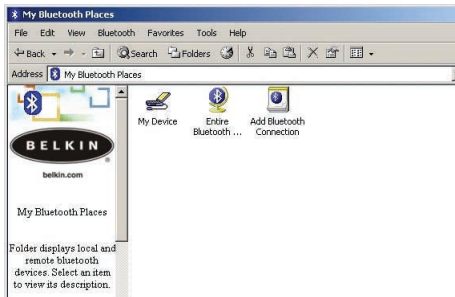 My Bluetooth Places
File Edit View Bluetooth Favorites Tools Help
Back Search Folders
Address My Bluetooth Places
BELKIN
belkin.com
My Bluetooth Places
Folder displays local and
remote bluetooth
devices. Select an item
to view its description.
My Device
Entire
Bluetooth ...
Add Bluetooth
Connection